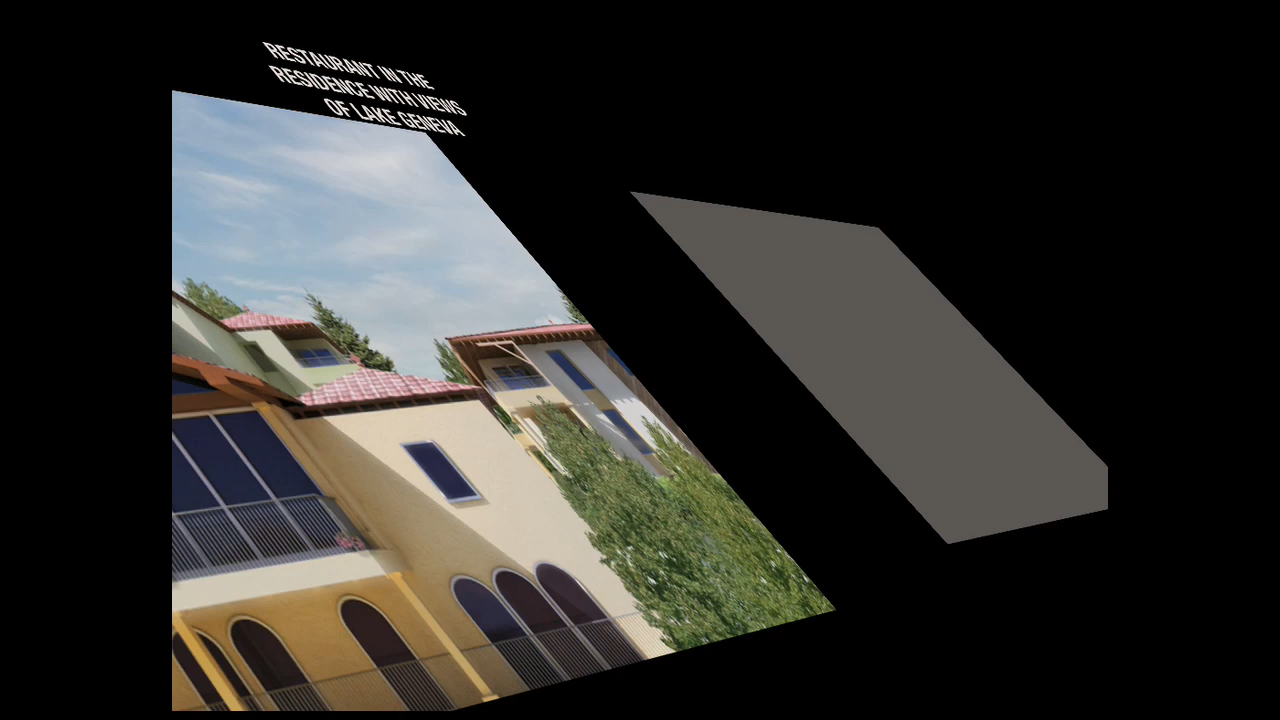 RESTAURANT IN THE
RESIDENCE WITH VIEWS
OF LAKE GENEVA